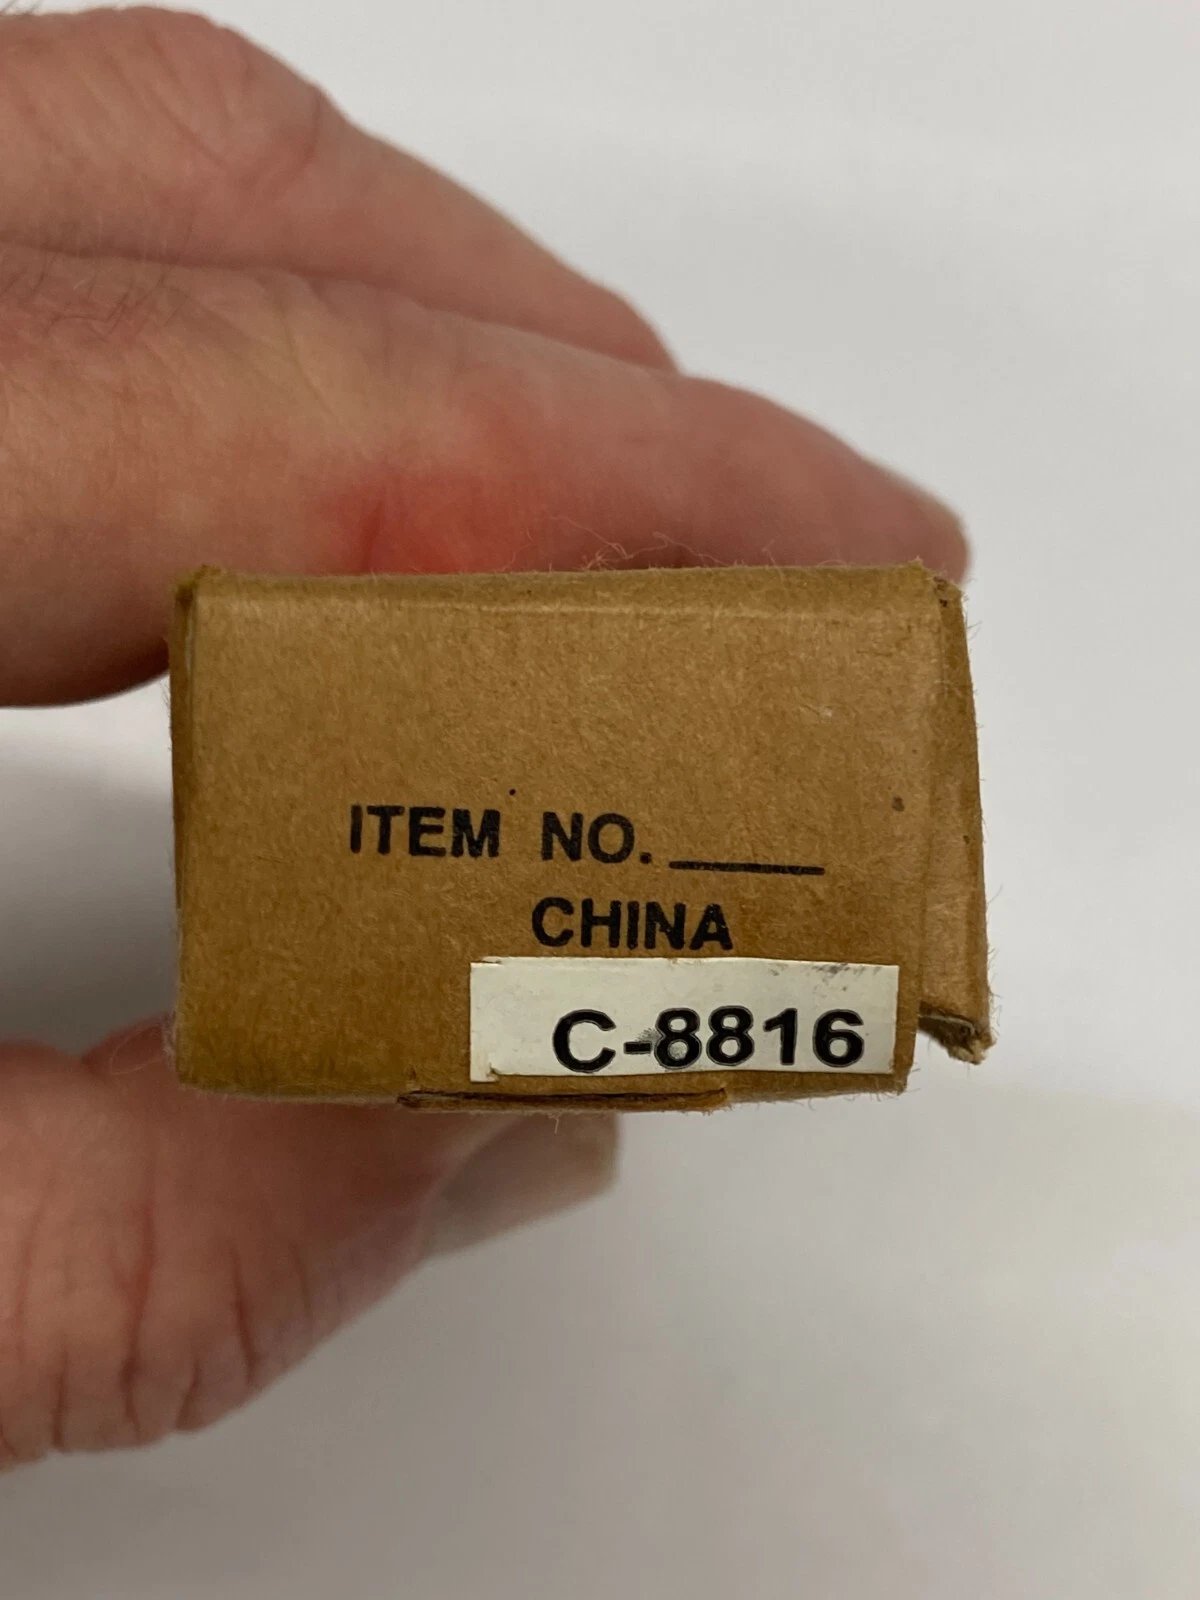 ITEM NO. _____
CHINA
C-8816